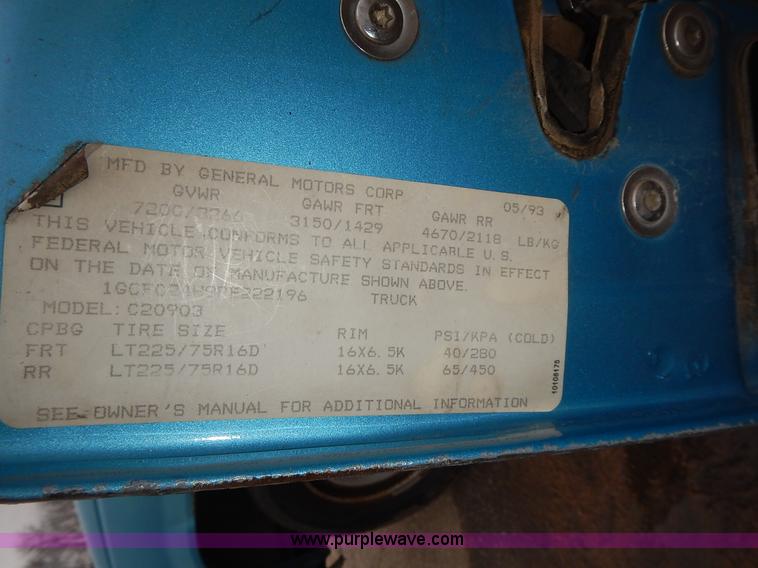 MFD BY GENERAL MOTORS CORP
05/93
GVWR GAWR FRT GAWR RR
3150/1429 4670/2118 LB/KG
THIS VEHICLE CONFORMS TO ALL APPLICABLE U.S.
FEDERAL MOTOR VEHICLE SAFETY STANDARDS IN EFFECT
ON THE DATE OF MANUFACTURE SHOWN ABOVE.
TRUCK
MODEL: C20903
CPBG TIRE SIZE RIM PSI/KPA (COLD)
FRT LT225/75R16D 16X6.5K 40/280
RR LT225/75R16D 16X6.5K 65/450
SEE OWNER'S MANUAL FOR ADDITIONAL INFORMATION
10106175
www.purplewave.com